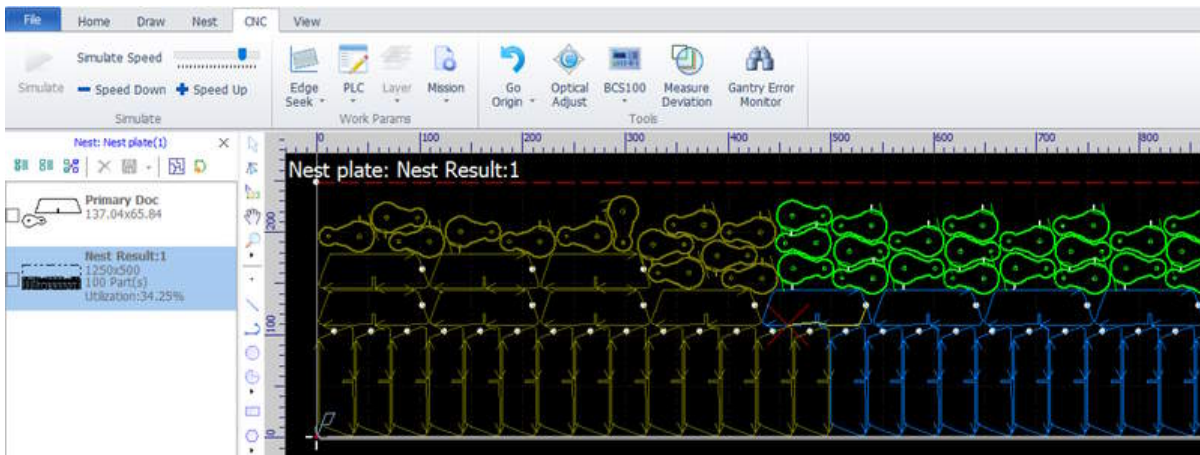 File Home Draw Nest CNC View
Simulate Speed
Simulate Speed Down Speed Up
Edge Seek PLC Layer Mission
Go Origin Optical Adjust BCS100 Measure Deviation Gantry Error Monitor
Simulate Work Params Tools
Nest: Nest plate(1)
0 100 200 300 400 500 600 700 800
Nest plate: Nest Result:1
Primary Doc
137.04x65.84
200
Nest Result:1
1250x500
100 Part(s)
Utilization:34.25%
100
0